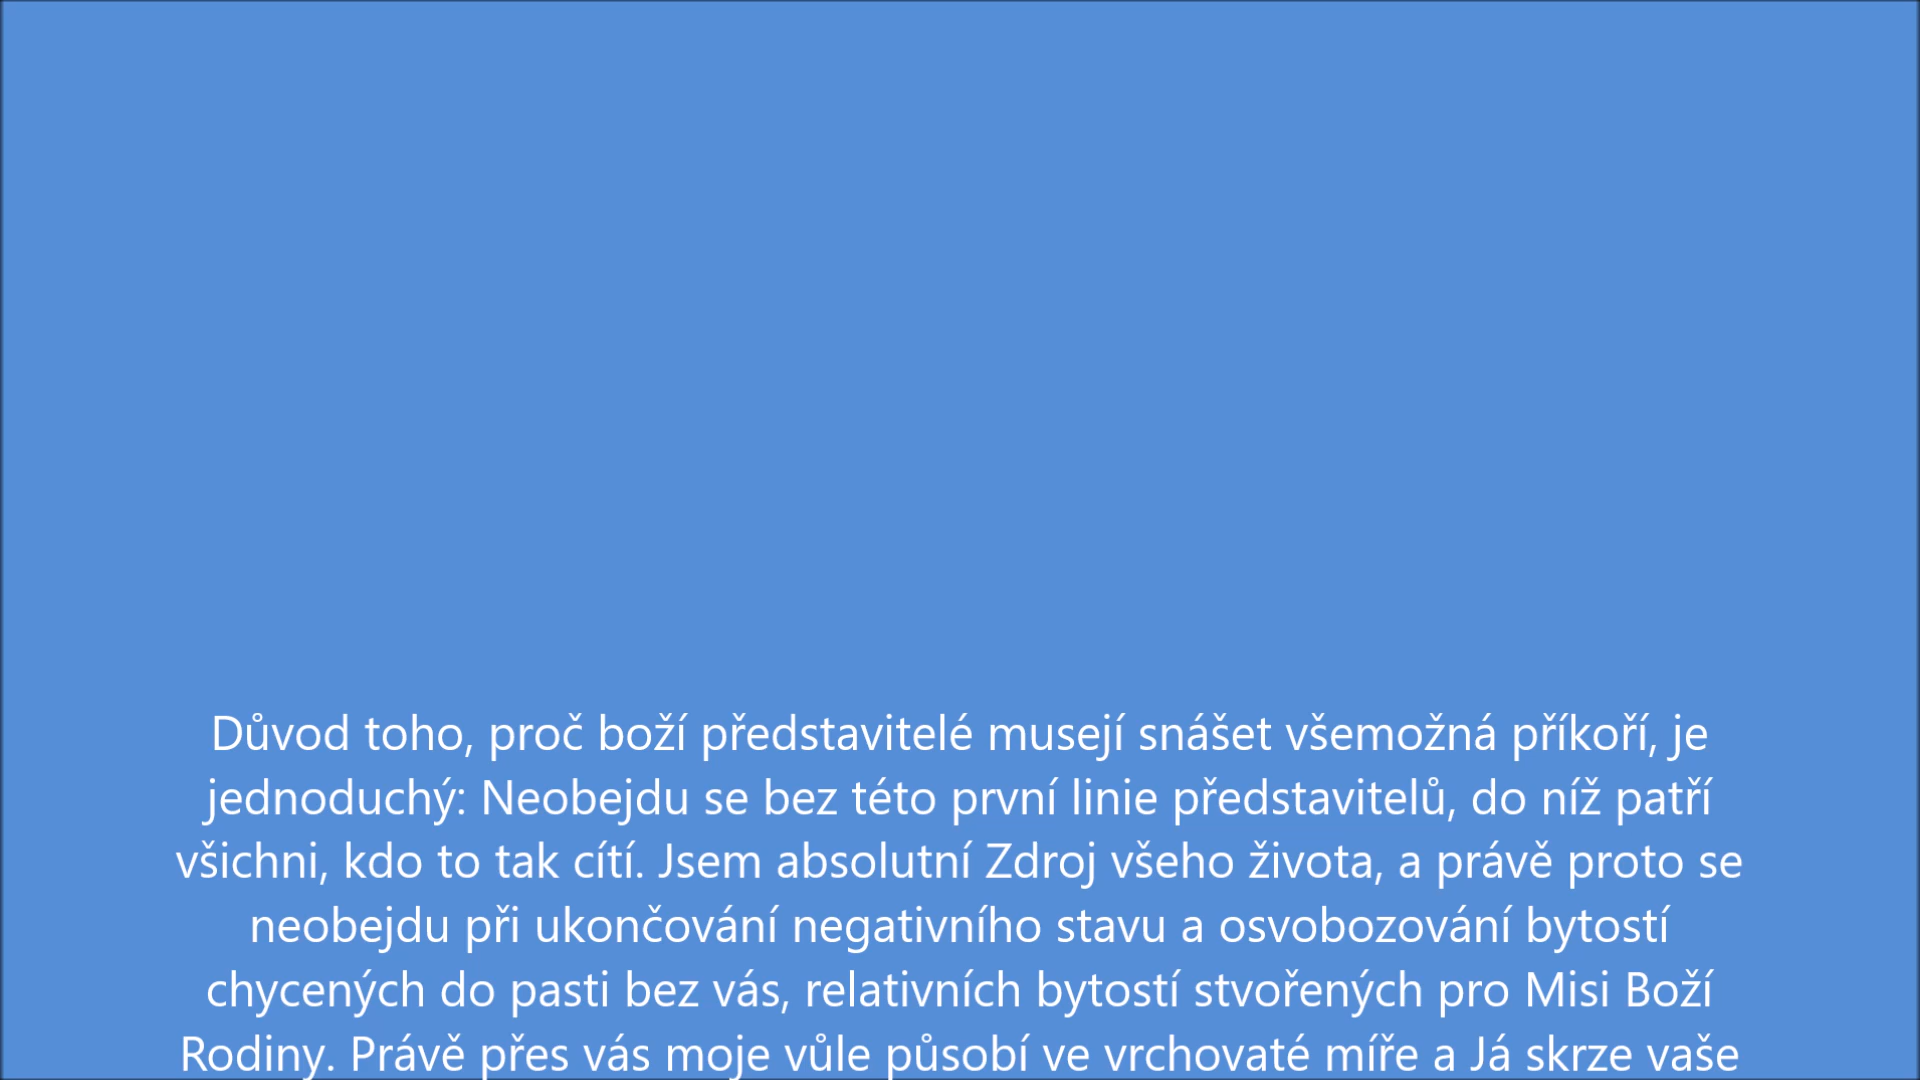 Důvod toho, proč boží představitelé musejí snášet všemožná příkoří, je
jednoduchý: Neobejdu se bez této první linie představitelů, do níž patří
všichni, kdo to tak cítí. Jsem absolutní Zdroj všeho života, a právě proto se
neobejdu při ukončování negativního stavu a osvobozování bytostí
chycených do pasti bez vás, relativních bytostí stvořených pro Misi Boží
Rodiny. Právě přes vás moje vůle působí ve vrchovaté míře a Já skrze vaše